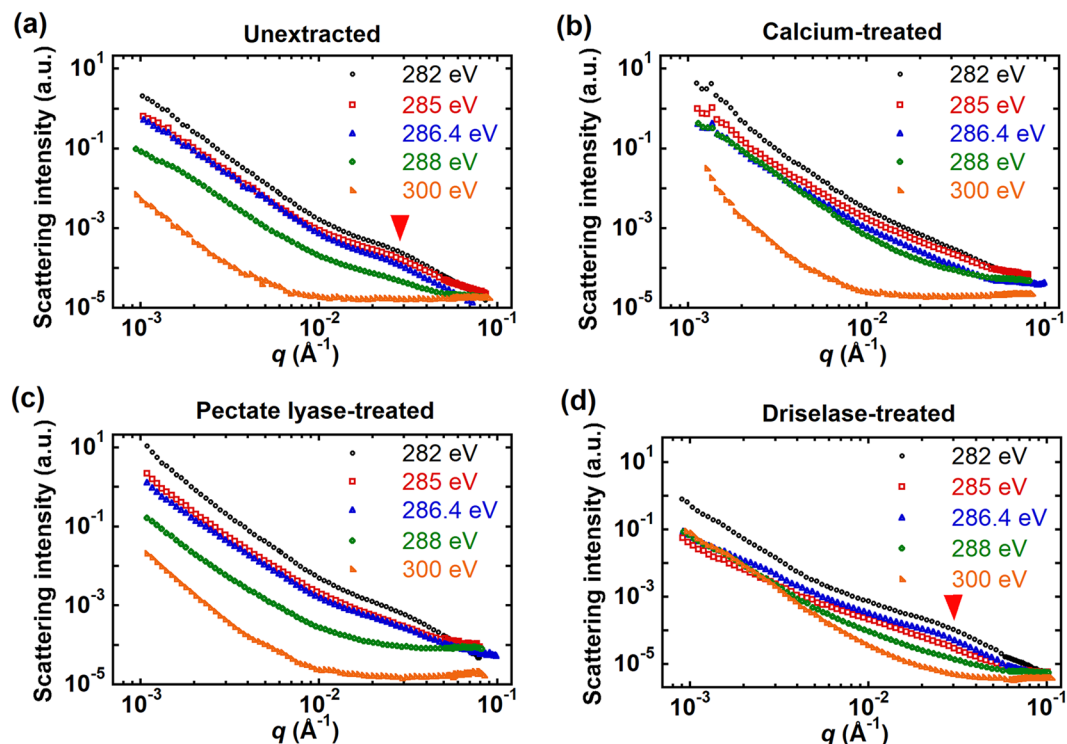 (a)
Unextracted
Scattering intensity (a.u.)
10^1
10^-1
10^-3
10^-5
282 eV
285 eV
286.4 eV
288 eV
300 eV
10^-3
10^-2
10^-1
q (Å^-1)
(b)
Calcium-treated
Scattering intensity (a.u.)
10^1
10^-1
10^-3
10^-5
282 eV
285 eV
286.4 eV
288 eV
300 eV
10^-3
10^-2
10^-1
q (Å^-1)
(c)
Pectate lyase-treated
Scattering intensity (a.u.)
10^1
10^-1
10^-3
10^-5
282 eV
285 eV
286.4 eV
288 eV
300 eV
10^-3
10^-2
10^-1
q (Å^-1)
(d)
Driselase-treated
Scattering intensity (a.u.)
10^1
10^-1
10^-3
10^-5
282 eV
285 eV
286.4 eV
288 eV
300 eV
10^-3
10^-2
10^-1
q (Å^-1)